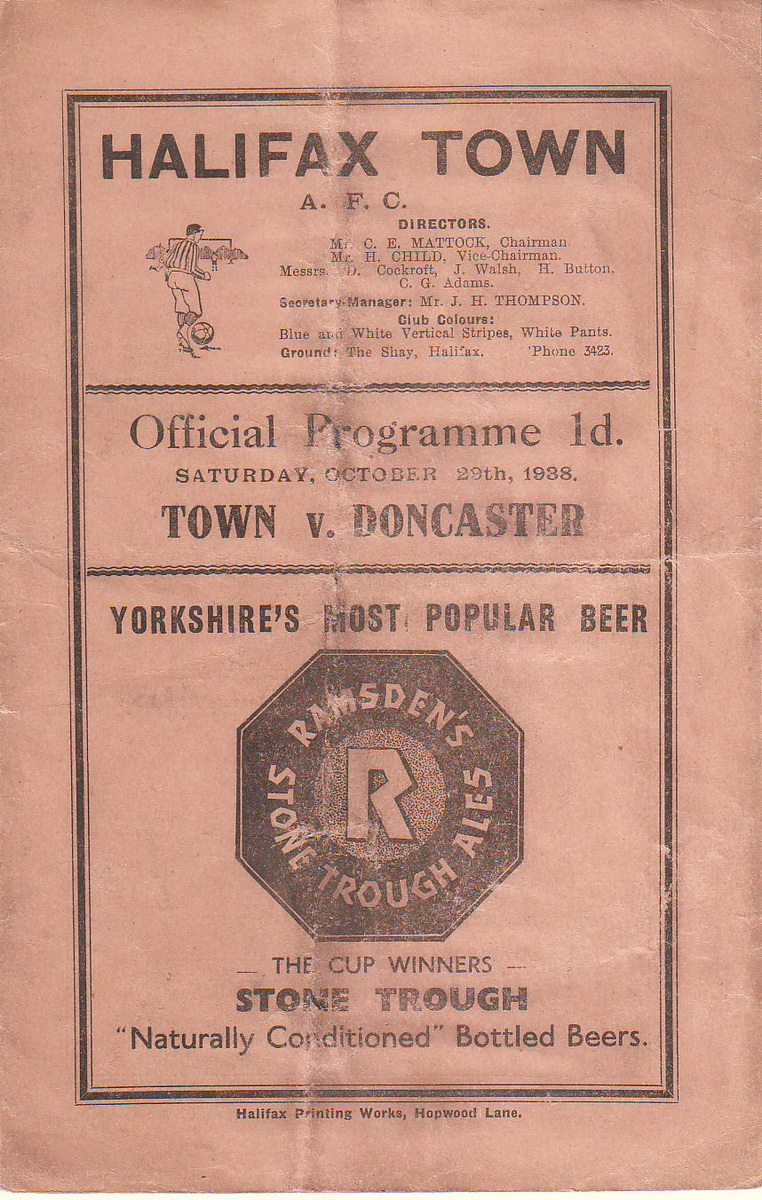 HALIFAX TOWN
A. F. C.
DIRECTORS.
Mr. C. E. MATTOCK, Chairman
Mr. H. CHILD, Vice-Chairman.
Messrs. D. Cockroft, J. Walsh, H. Button,
C. G. Adams.
Secretary-Manager: Mr. J. H. THOMPSON.
Club Colours:
Blue and White Vertical Stripes, White Pants.
Ground: The Shay, Halifax. 'Phone 3423.
Official Programme 1d.
SATURDAY, OCTOBER 29th, 1938.
TOWN v. DONCASTER
YORKSHIRE'S MOST POPULAR BEER
RAMSDEN'S
R
STONE TROUGH ALES
— THE CUP WINNERS —
STONE TROUGH
"Naturally Conditioned" Bottled Beers.
Halifax Printing Works, Hopwood Lane.